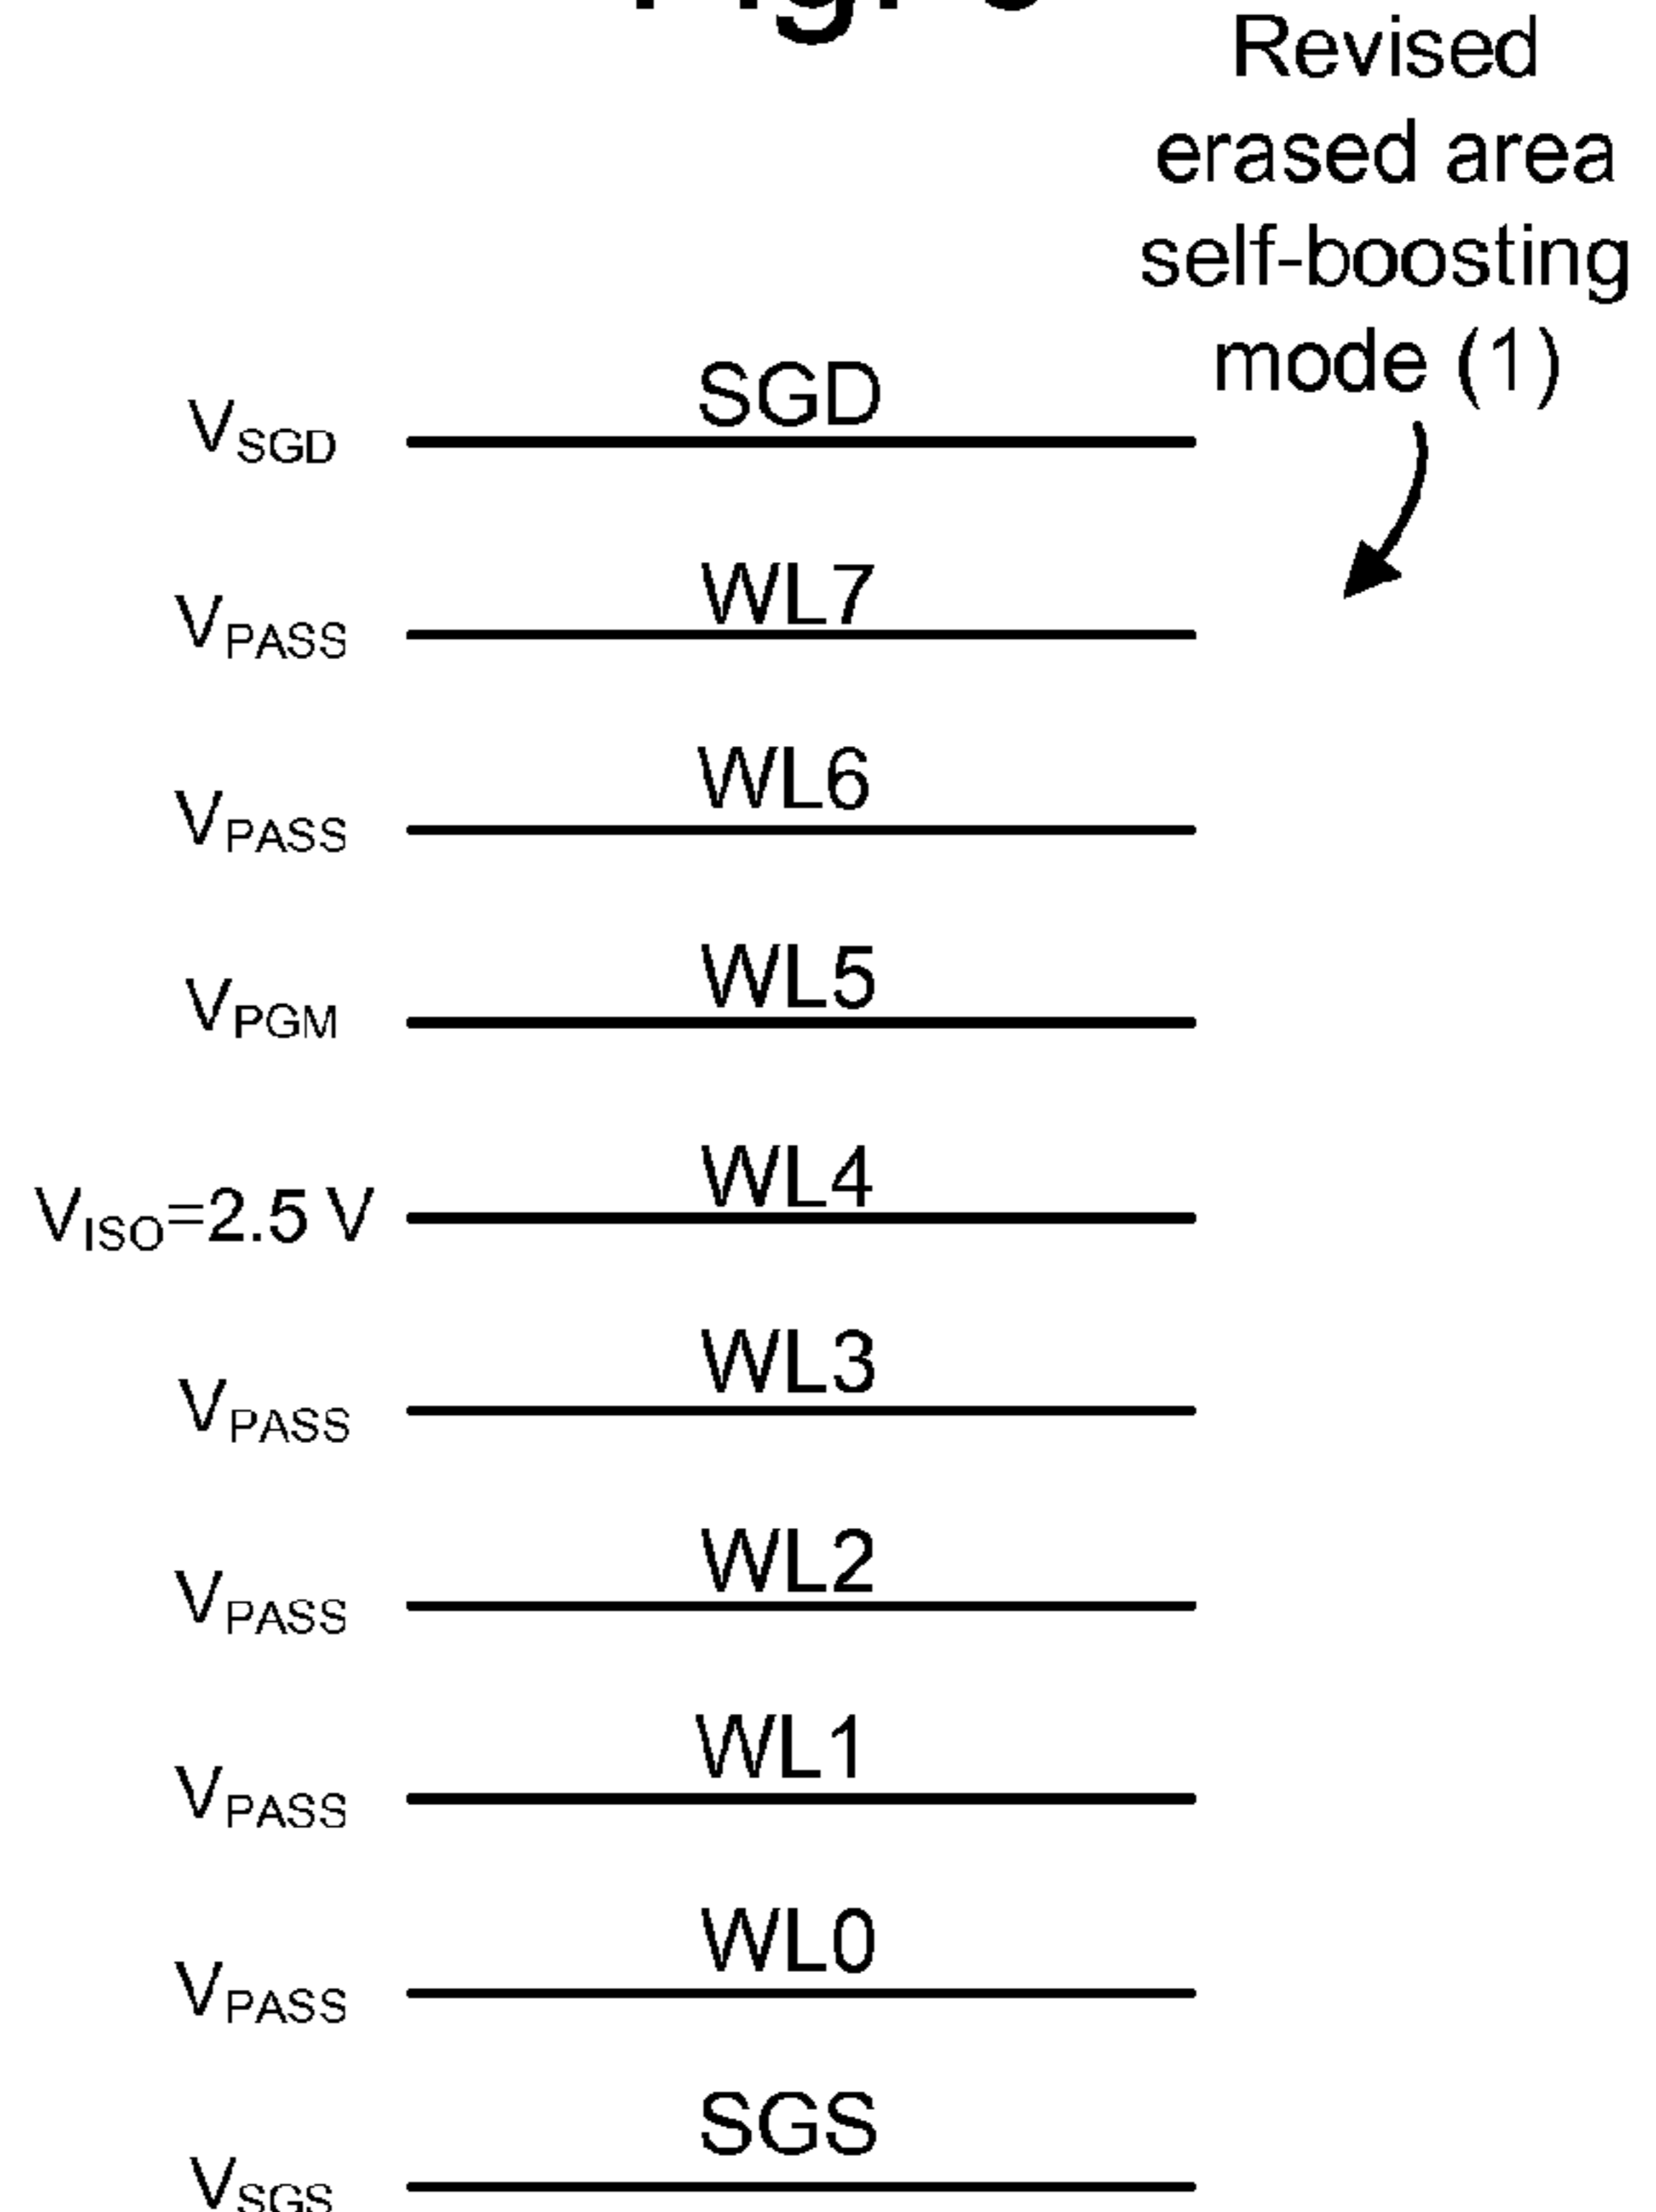 Revised
erased area
self-boosting
mode (1)
SGD
VSGD
WL7
VPASS
WL6
VPASS
WL5
VPGM
WL4
VISO=2.5 V
WL3
VPASS
WL2
VPASS
WL1
VPASS
WL0
VPASS
SGS
VSGS